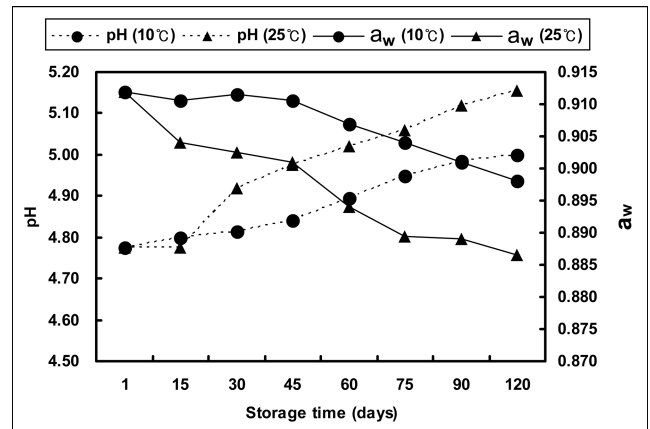 pH (10℃) pH (25℃) aw (10℃) aw (25℃)
5.20 0.915
5.10 0.910
5.00 0.905
4.90 0.900
4.80 0.895
4.70 0.890
4.60 0.885
4.50 0.880
0.875
0.870
pH
aw
1 15 30 45 60 75 90 120
Storage time (days)